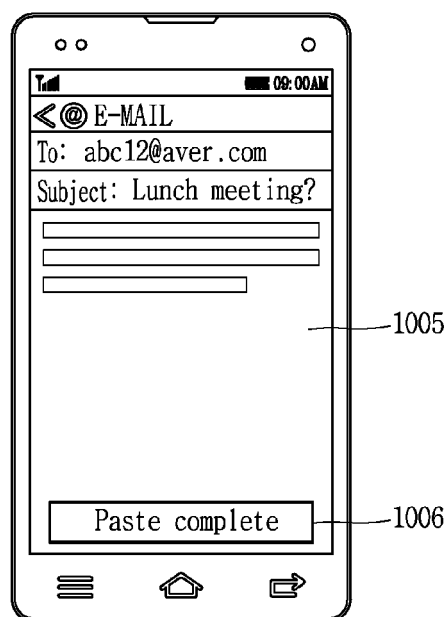 09:00AM
@ E-MAIL
To: abc12@aver.com
Subject: Lunch meeting?
1005
Paste complete
1006